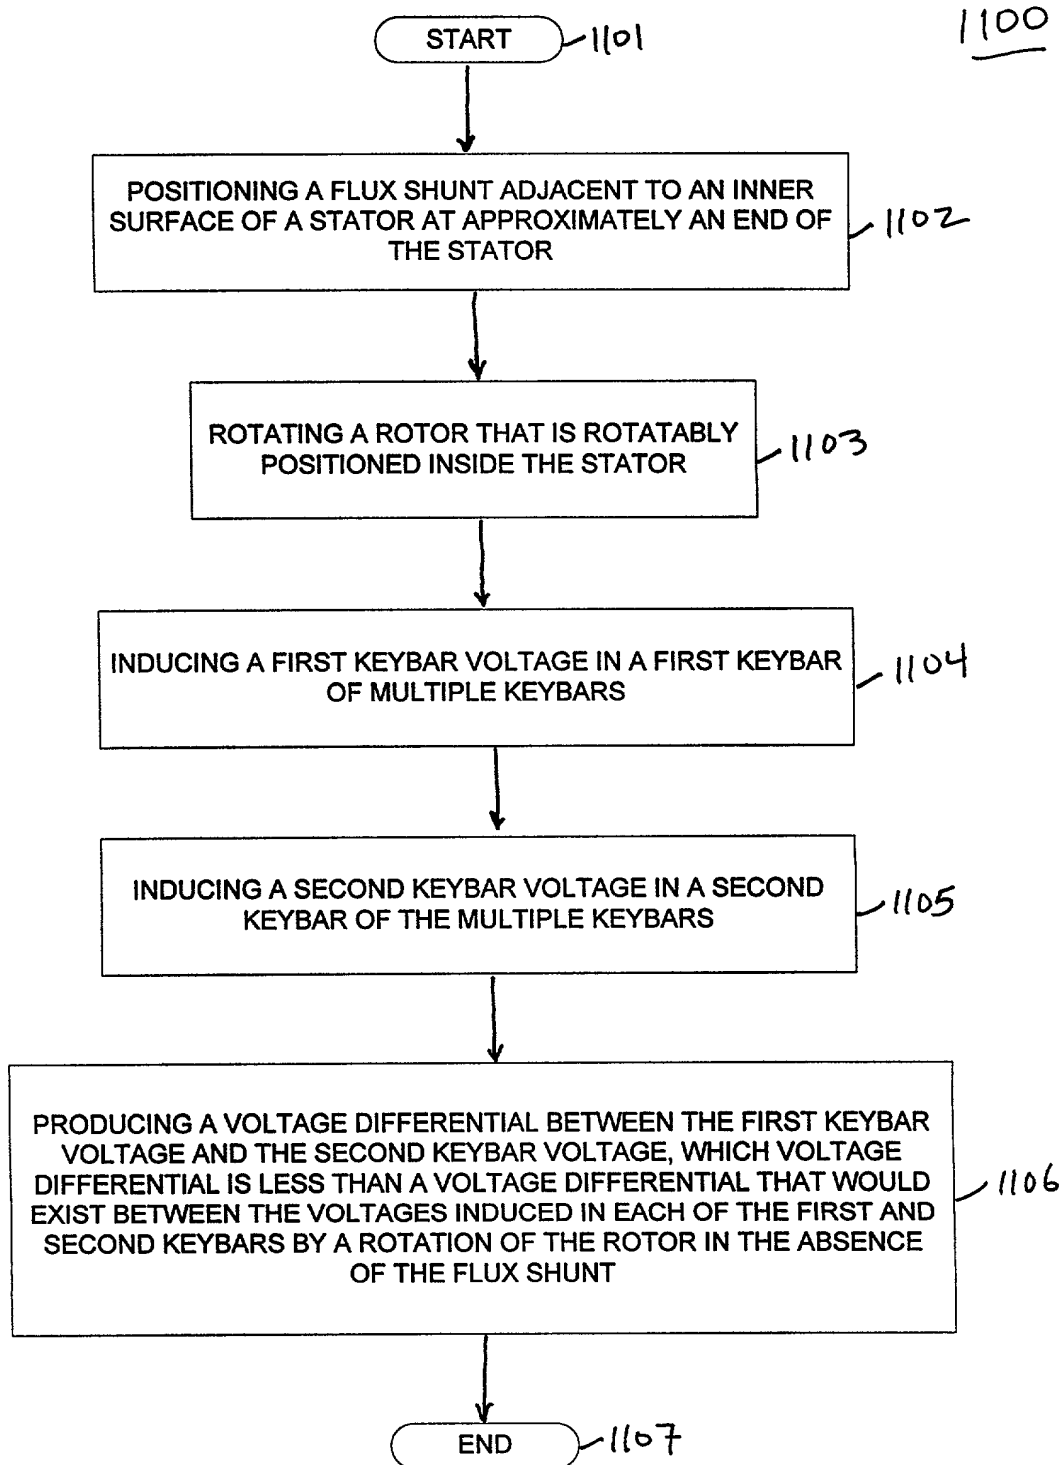 1100
START
1101
POSITIONING A FLUX SHUNT ADJACENT TO AN INNER
SURFACE OF A STATOR AT APPROXIMATELY AN END OF
THE STATOR
1102
ROTATING A ROTOR THAT IS ROTATABLY
POSITIONED INSIDE THE STATOR
1103
INDUCING A FIRST KEYBAR VOLTAGE IN A FIRST KEYBAR
OF MULTIPLE KEYBARS
1104
INDUCING A SECOND KEYBAR VOLTAGE IN A SECOND
KEYBAR OF THE MULTIPLE KEYBARS
1105
PRODUCING A VOLTAGE DIFFERENTIAL BETWEEN THE FIRST KEYBAR
VOLTAGE AND THE SECOND KEYBAR VOLTAGE, WHICH VOLTAGE
DIFFERENTIAL IS LESS THAN A VOLTAGE DIFFERENTIAL THAT WOULD
EXIST BETWEEN THE VOLTAGES INDUCED IN EACH OF THE FIRST AND
SECOND KEYBARS BY A ROTATION OF THE ROTOR IN THE ABSENCE
OF THE FLUX SHUNT
1106
END
1107